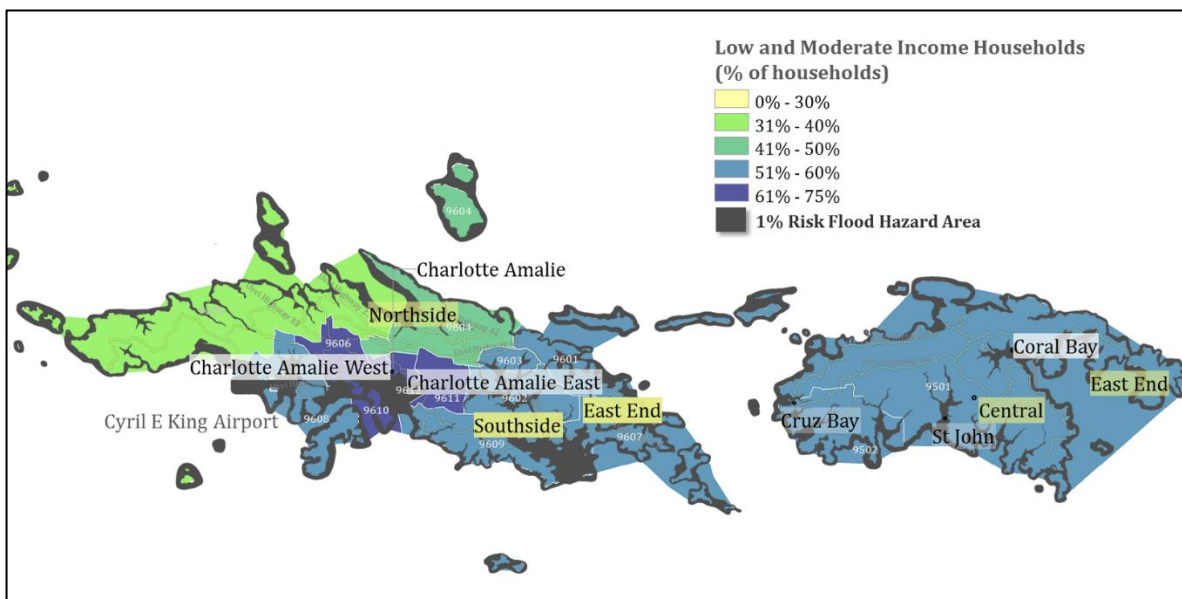 Low and Moderate Income Households
(% of households)
0% - 30%
31% - 40%
41% - 50%
51% - 60%
61% - 75%
1% Risk Flood Hazard Area
9604
Charlotte Amalie
Northside
9604
9606
Charlotte Amalie West
9603
9601
Charlotte Amalie East
9611
9602
East End
9610
9608
Cyril E King Airport
Southside
9609
9607
Coral Bay
9501
East End
Central
Cruz Bay
St John
9502